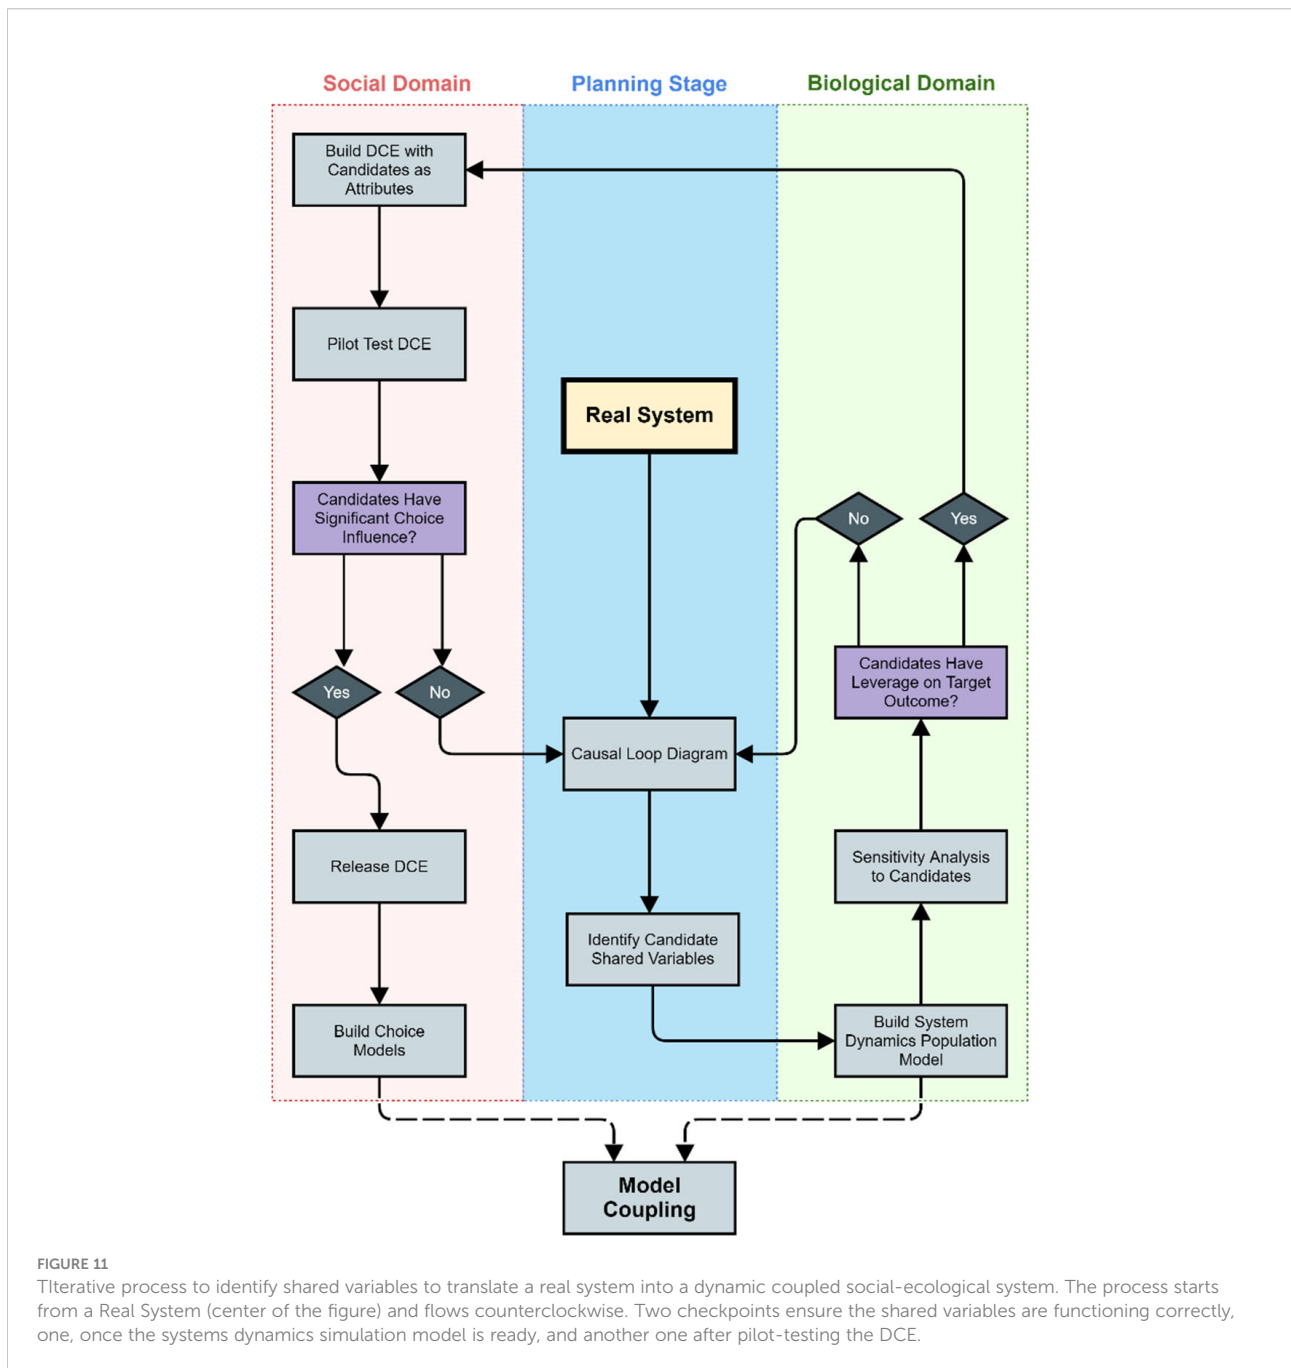 Social Domain
Planning Stage
Biological Domain
Build DCE with
Candidates as
Attributes
Pilot Test DCE
Real System
Candidates Have
Significant Choice
Influence?
No
Yes
Candidates Have
Leverage on Target
Outcome?
Yes
No
Causal Loop Diagram
Release DCE
Sensitivity Analysis
to Candidates
Identify Candidate
Shared Variables
Build Choice
Models
Build System
Dynamics Population
Model
Model
Coupling
FIGURE 11
TIterative process to identify shared variables to translate a real system into a dynamic coupled social-ecological system. The process starts
from a Real System (center of the figure) and flows counterclockwise. Two checkpoints ensure the shared variables are functioning correctly,
one, once the systems dynamics simulation model is ready, and another one after pilot-testing the DCE.